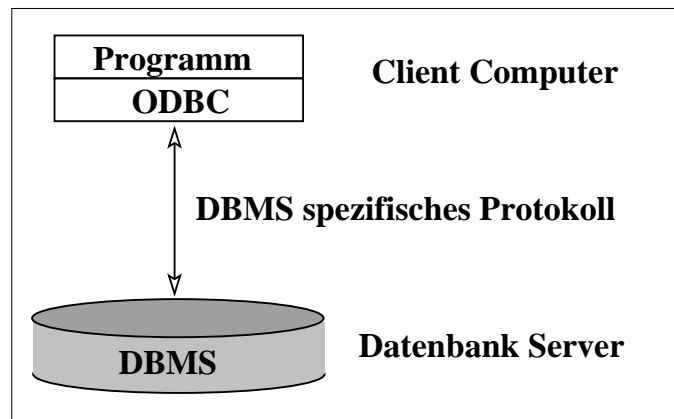 Programm
Client Computer
ODBC
DBMS spezifisches Protokoll
DBMS
Datenbank Server